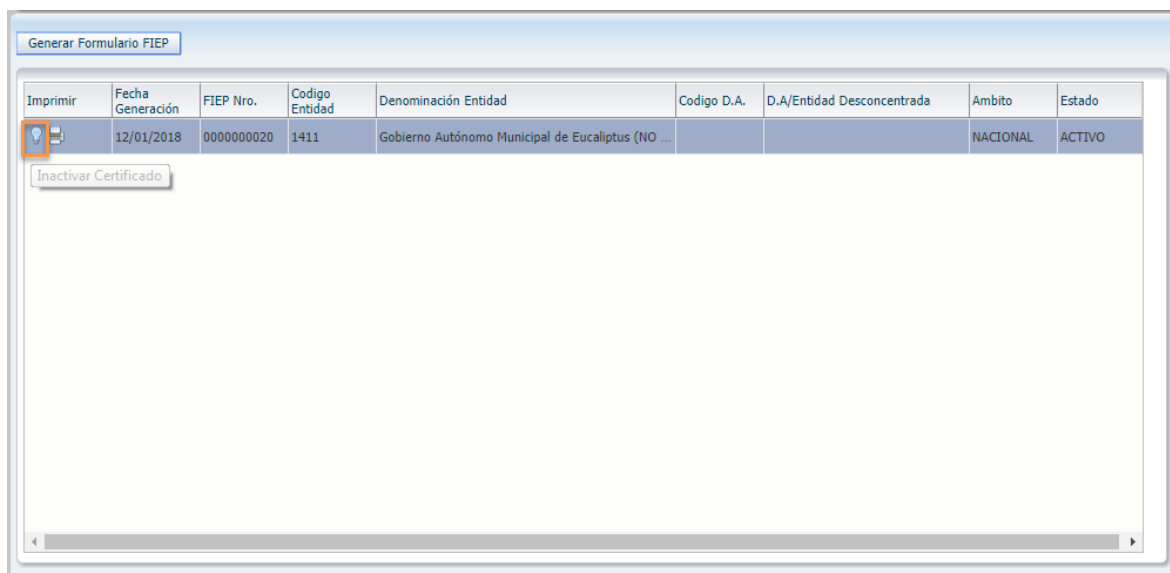 Generar Formulario FIEP
Imprimir Fecha Generación FIEP Nro. Codigo Entidad Denominación Entidad Codigo D.A. D.A/Entidad Desconcentrada Ambito Estado
12/01/2018 0000000020 1411 Gobierno Autónomo Municipal de Eucaliptus (NO ... NACIONAL ACTIVO
Inactivar Certificado